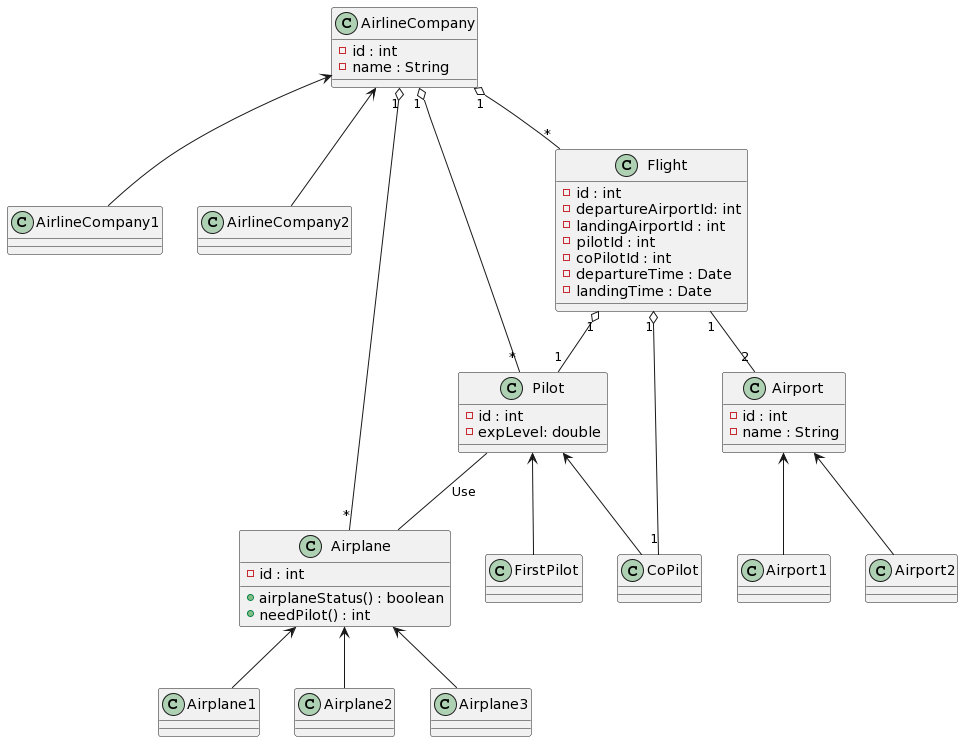 C AirlineCompany
id : int
name : String
1
1
1
*
C Flight
id : int
departureAirportId: int
landingAirportId : int
pilotId : int
coPilotId : int
departureTime : Date
landingTime : Date
C AirlineCompany1
C AirlineCompany2
1
1
1
*
1
2
C Pilot
id : int
expLevel: double
C Airport
id : int
name : String
Use
*
1
C Airplane
id : int
airplaneStatus() : boolean
needPilot() : int
C FirstPilot
C CoPilot
C Airport1
C Airport2
C Airplane1
C Airplane2
C Airplane3